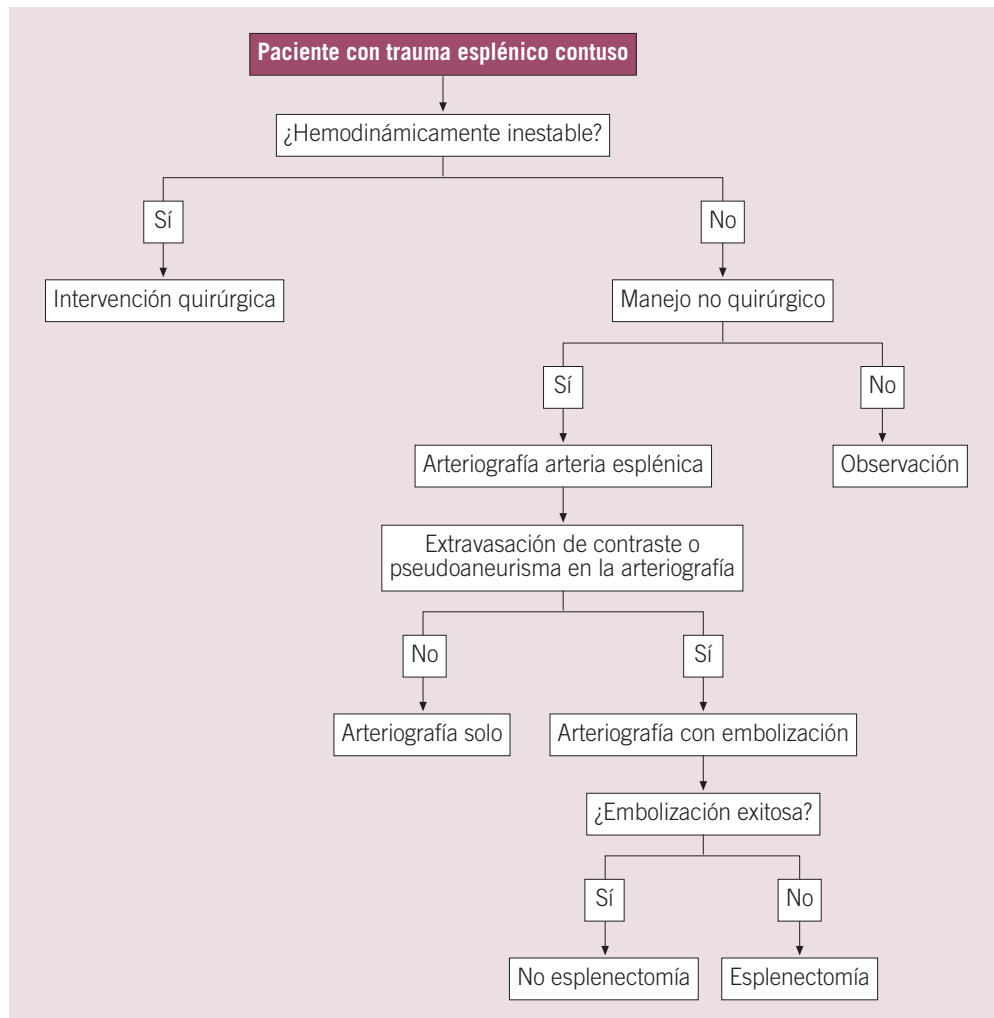 Paciente con trauma esplénico contuso
¿Hemodinámicamente inestable?
Sí
No
Intervención quirúrgica
Manejo no quirúrgico
Sí
No
Arteriografía arteria esplénica
Observación
Extravasación de contraste o
pseudoaneurisma en la arteriografía
No
Sí
Arteriografía solo
Arteriografía con embolización
¿Embolización exitosa?
Sí
No
No esplenectomía
Esplenectomía